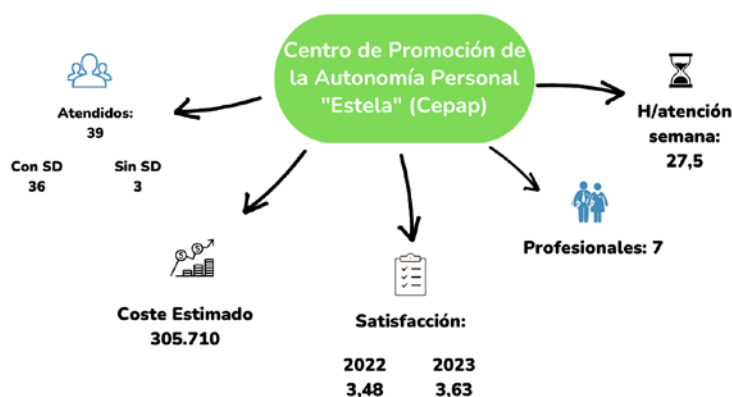 Centro de Promoción de
la Autonomía Personal
"Estela" (Cepap)
Atendidos:
39
Con SD
36
Sin SD
3
Coste Estimado
305.710
Satisfacción:
2022
3,48
2023
3,63
Profesionales: 7
H/atención
semana:
27,5